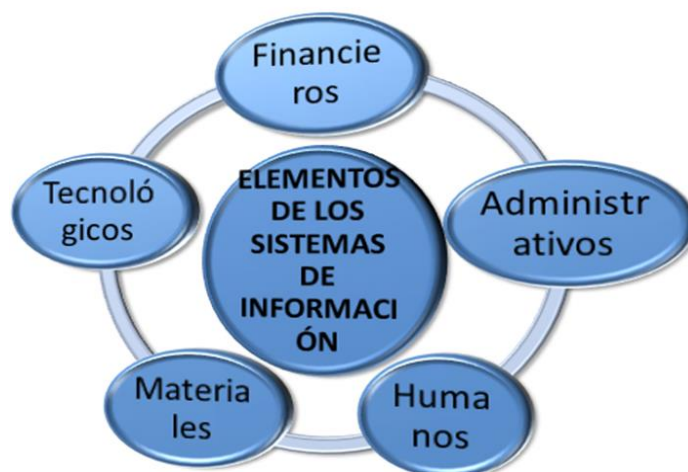 Financie
ros
Tecnoló
gicos
ELEMENTOS
DE LOS
SISTEMAS
DE
INFORMACI
ÓN
Administr
ativos
Materia
les
Huma
nos